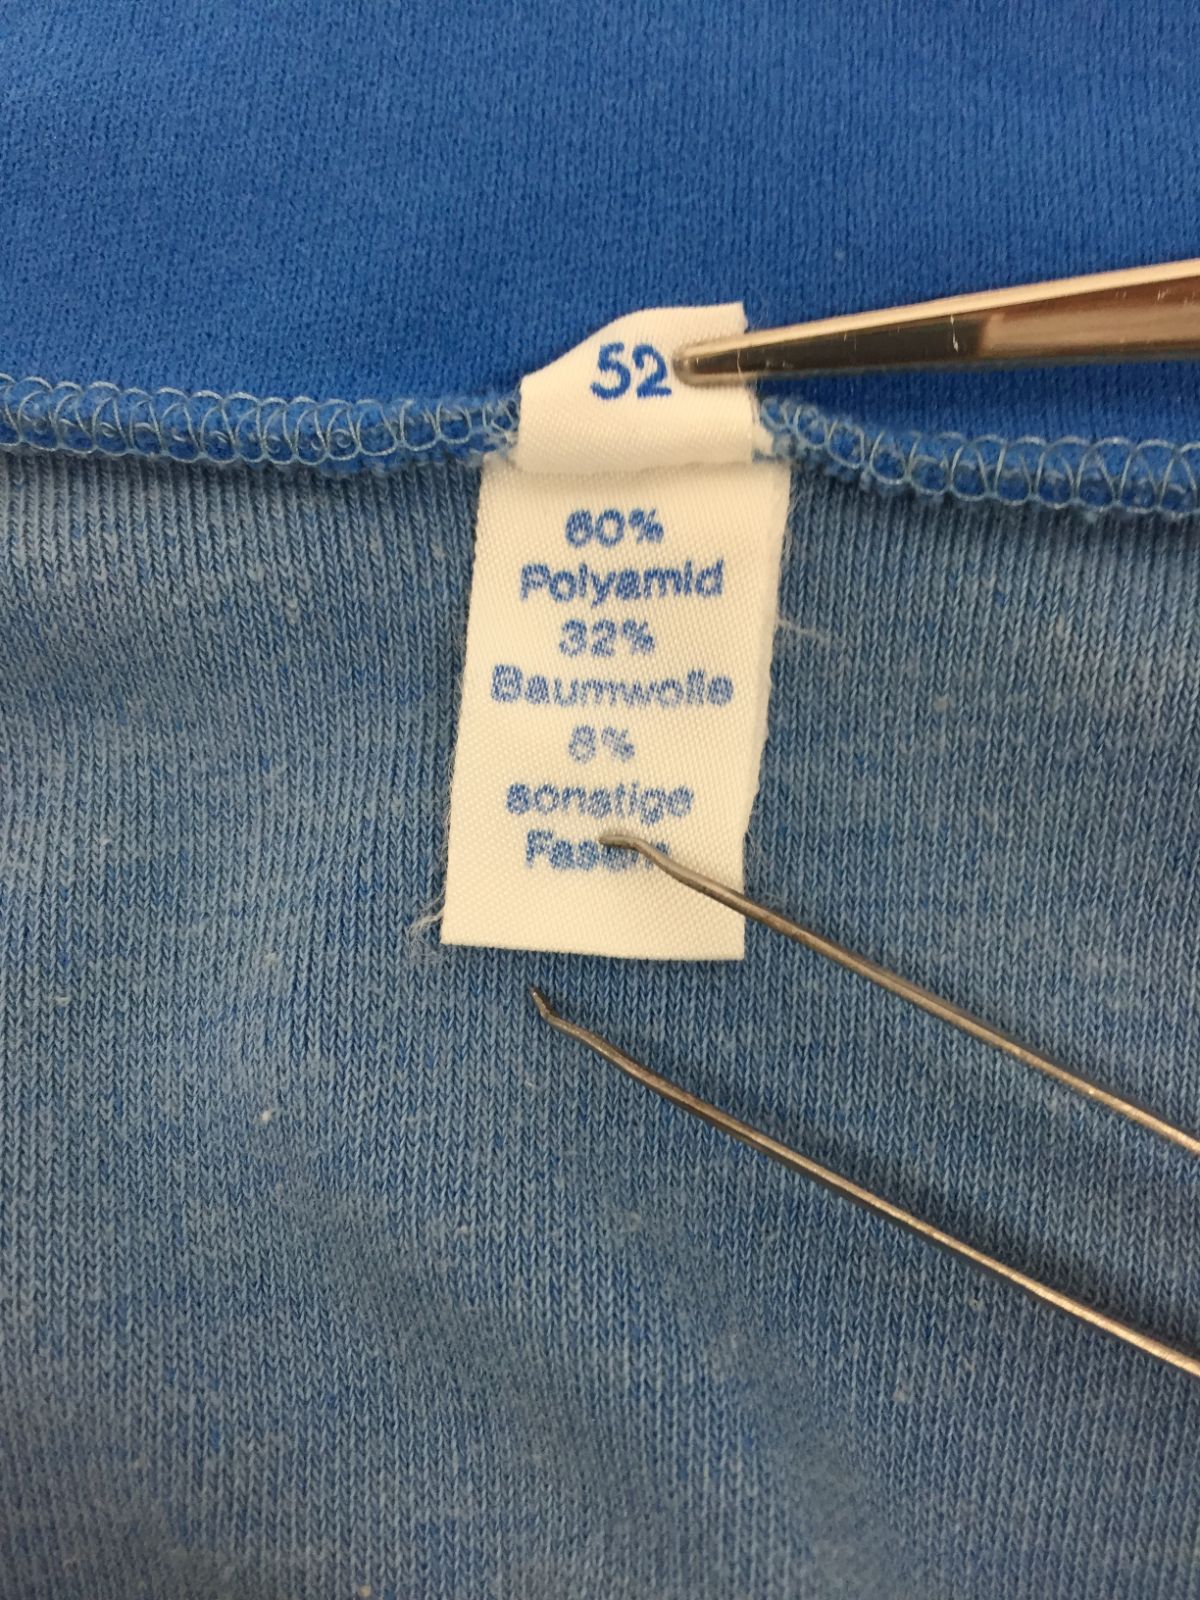 52
60%
Polyamid
32%
Baumwolle
8%
sonstige
Fasern